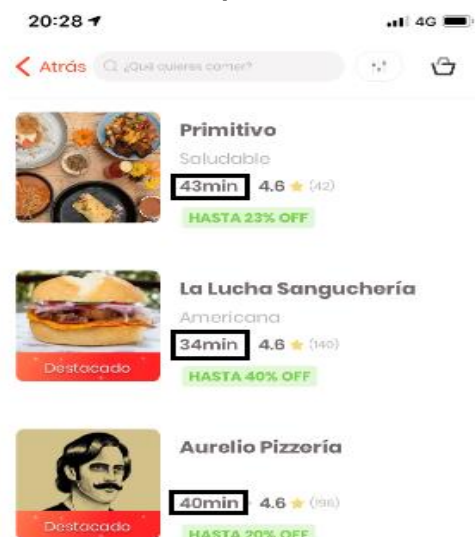 20:28
4G
Atrás
¿Qué quieres comer?
Primitivo
Saludable
43min 4.6 (42)
HASTA 23% OFF
La Lucha Sanguchería
Americana
34min 4.6 (140)
Destacado
HASTA 40% OFF
Aurelio Pizzería
40min 4.6 (196)
Destacado
HASTA 20% OFF